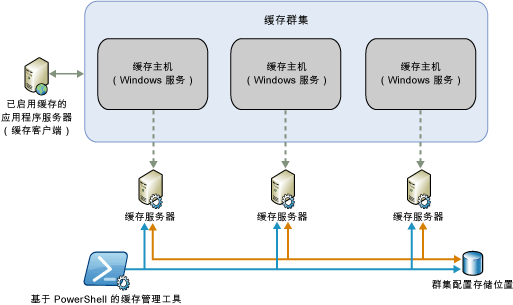 缓存群集
缓存主机
（Windows 服务）
缓存主机
（Windows 服务）
缓存主机
（Windows 服务）
已启用缓存的
应用程序服务器
（缓存客户端）
缓存服务器
缓存服务器
缓存服务器
群集配置存储位置
基于 PowerShell 的缓存管理工具